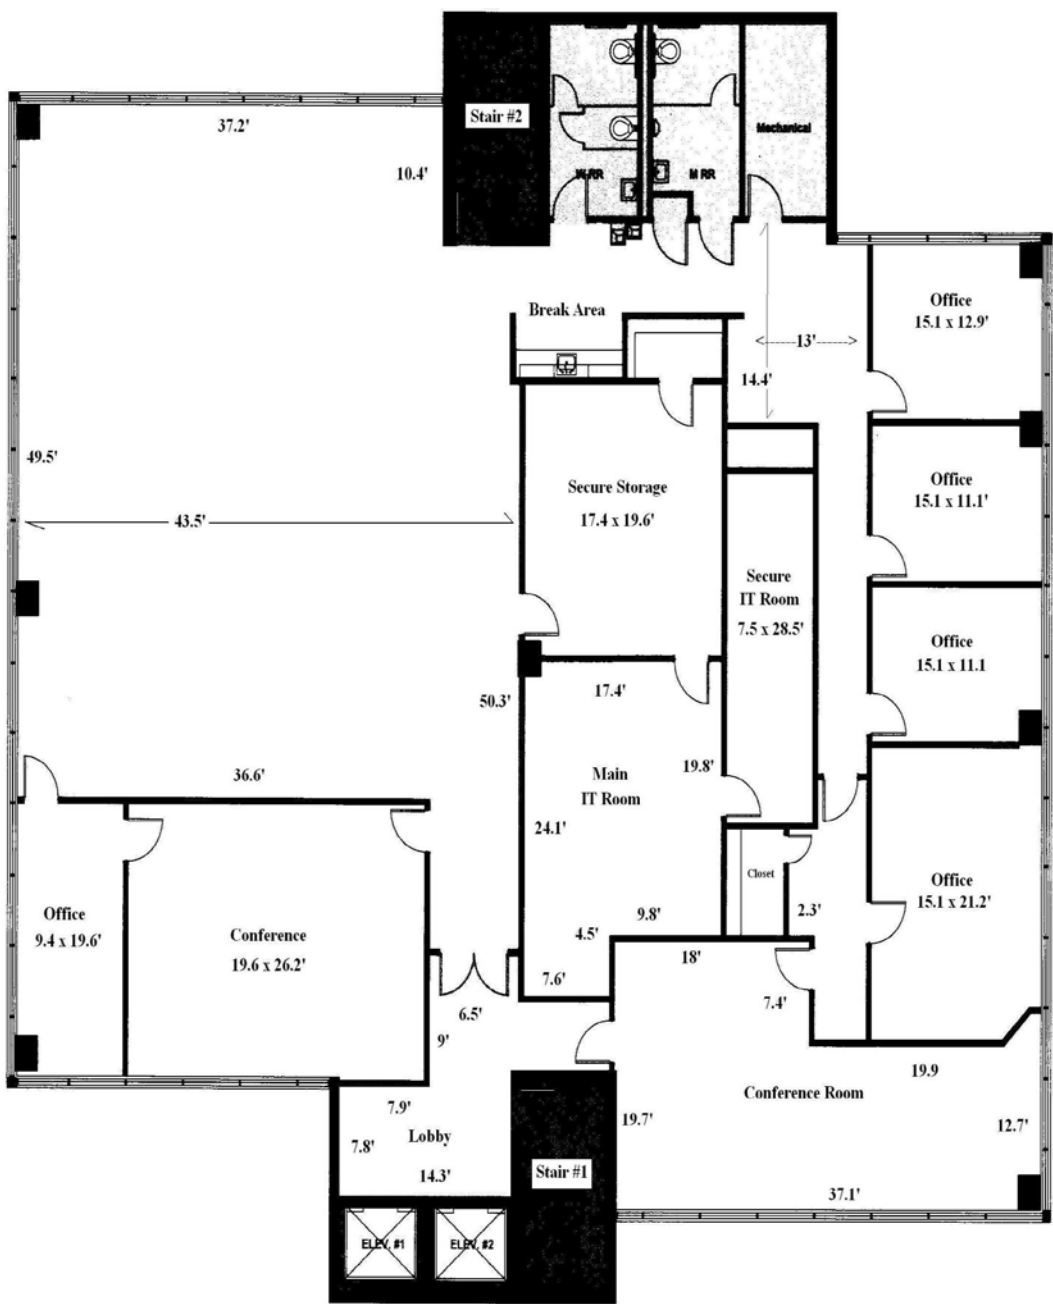 37.2'
Stair #2
10.4'
W RR
M RR
Mechanical
Break Area
13'
14.4'
Office
15.1 x 12.9'
49.5'
43.5'
Secure Storage
17.4 x 19.6'
Office
15.1 x 11.1'
Secure
IT Room
7.5 x 28.5'
Office
15.1 x 11.1
50.3'
17.4'
36.6'
Main
IT Room
19.8'
24.1'
Closet
Office
15.1 x 21.2'
Office
9.4 x 19.6'
Conference
19.6 x 26.2'
4.5'
9.8'
2.3'
18'
7.6'
7.4'
6.5'
9'
19.9
Conference Room
7.9'
7.8'
Lobby
14.3'
19.7'
12.7'
Stair #1
37.1'
ELEV. #1
ELEV. #2